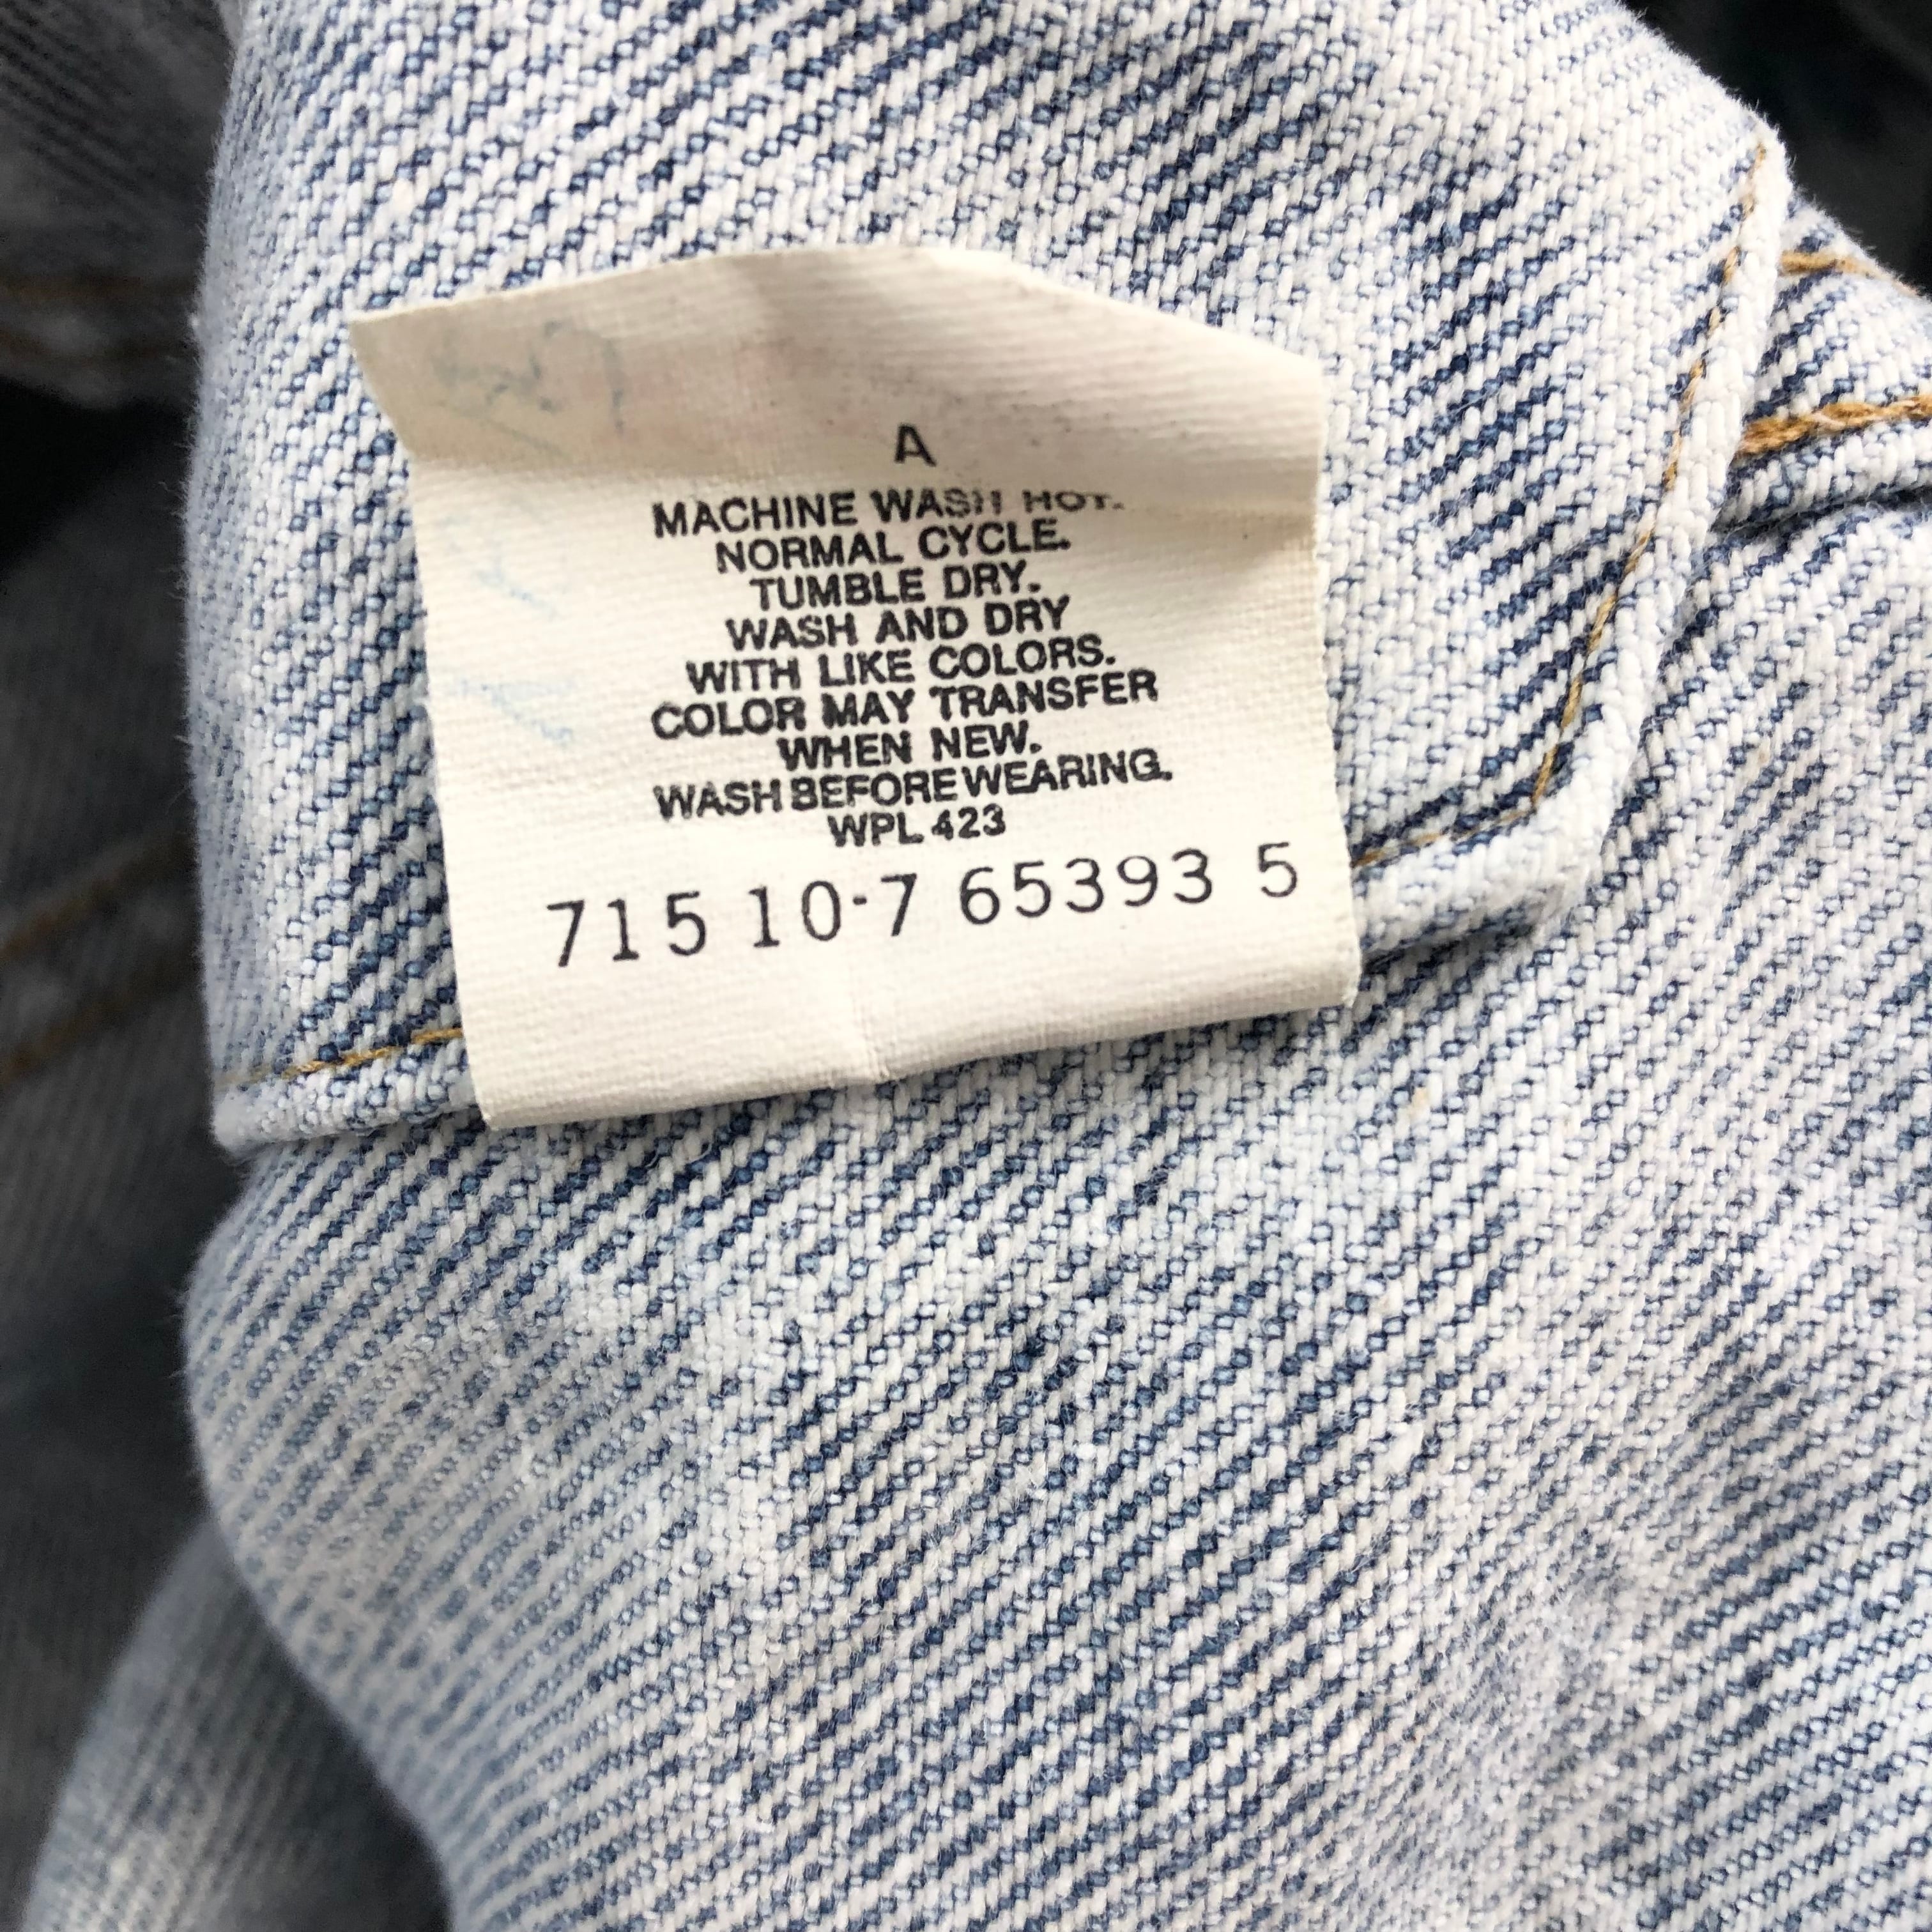 A
MACHINE WASH HOT.
NORMAL CYCLE.
TUMBLE DRY.
WASH AND DRY
WITH LIKE COLORS.
COLOR MAY TRANSFER
WHEN NEW.
WASH BEFORE WEARING.
WPL 423
715 10·7 65393 5